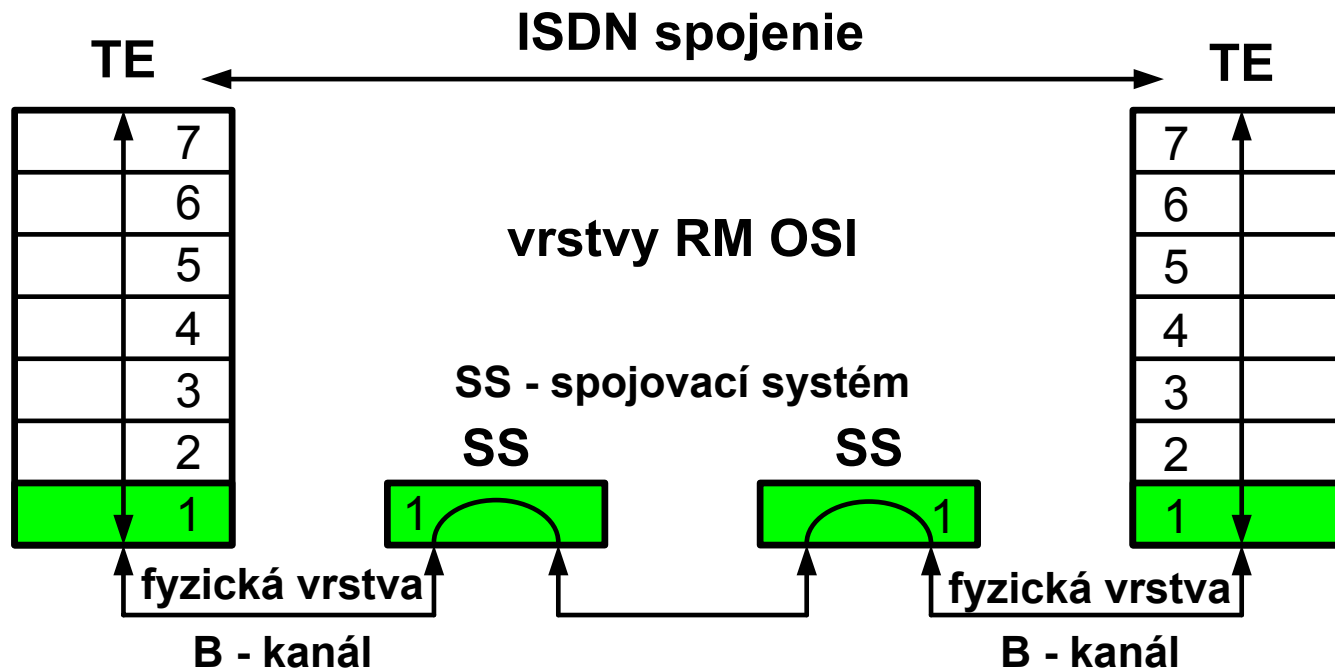 ISDN spojenie
TE
TE
7
7
6
6
vrstvy RM OSI
5
5
4
4
SS - spojovací systém
3
3
SS
SS
2
2
1
1
1
1
fyzická vrstva
fyzická vrstva
B - kanál
B - kanál